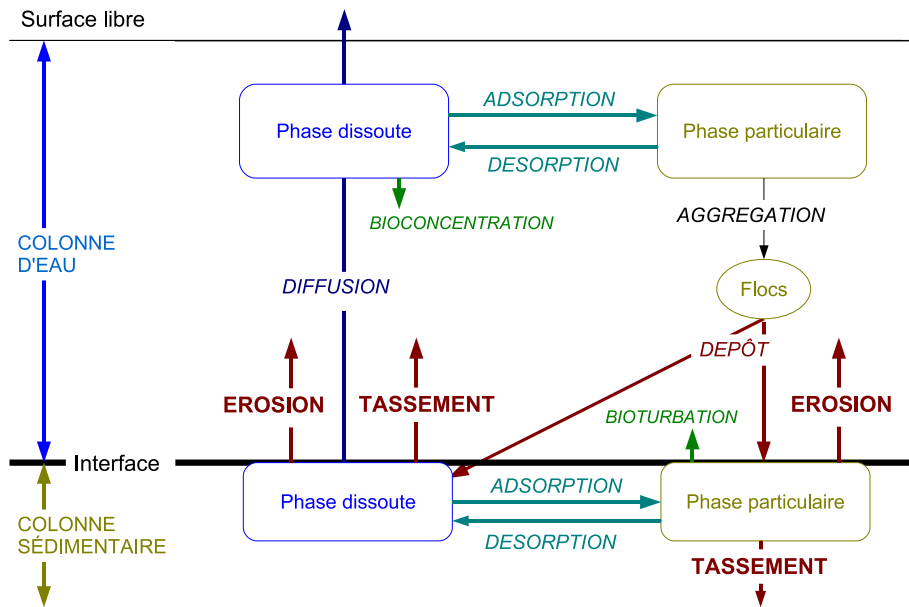 Surface libre
Phase dissoute
ADSORPTION
Phase particulaire
DESORPTION
BIOCONCENTRATION
AGGREGATION
COLONNE
D'EAU
DIFFUSION
Flocs
DEPÔT
EROSION
TASSEMENT
BIOTURBATION
EROSION
Interface
Phase dissoute
ADSORPTION
Phase particulaire
COLONNE
SÉDIMENTAIRE
DESORPTION
TASSEMENT